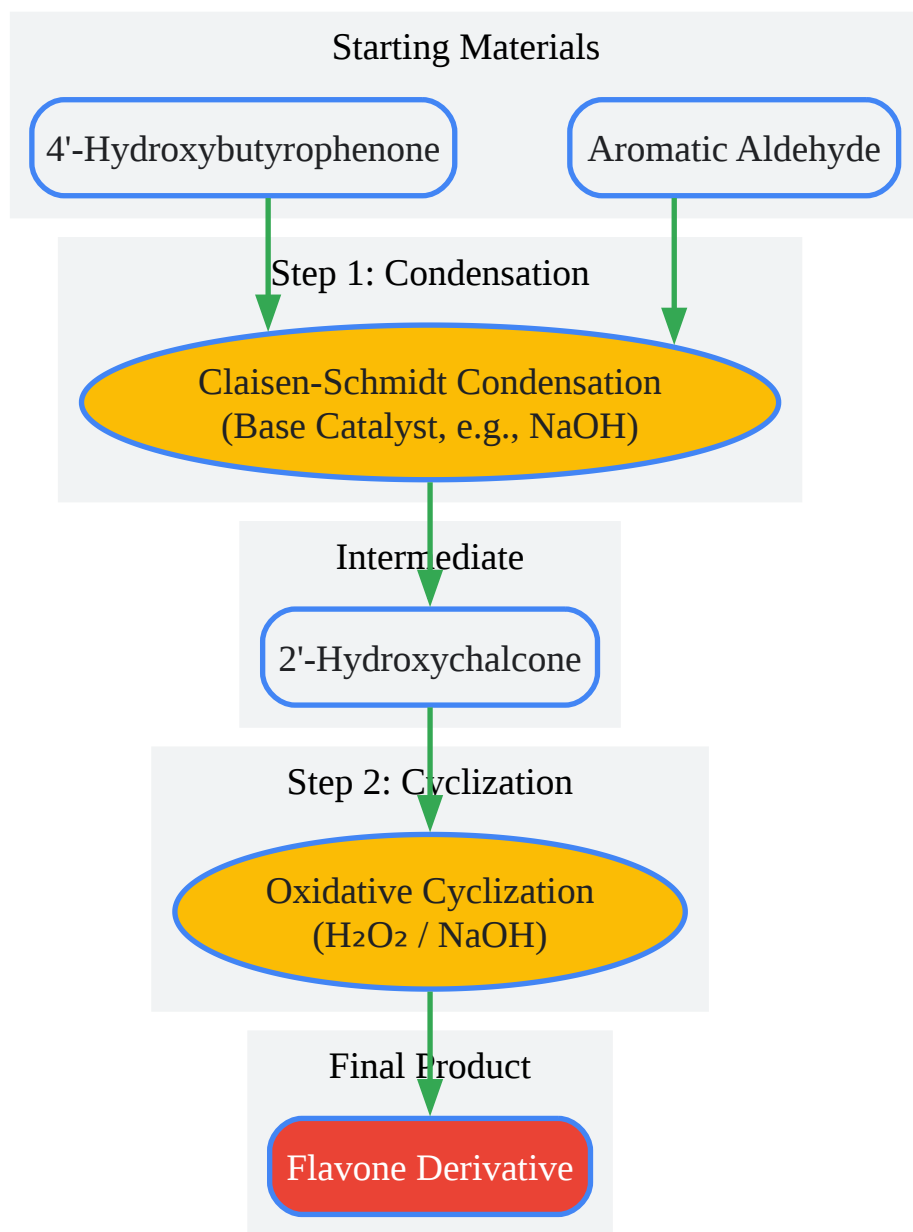 Starting Materials
4'-Hydroxybutyrophenone
Aromatic Aldehyde
Step 1: Condensation
Claisen-Schmidt Condensation
(Base Catalyst, e.g., NaOH)
Intermediate
2'-Hydroxychalcone
Step 2: Cyclization
Oxidative Cyclization
(H₂O₂ / NaOH)
Final Product
Flavone Derivative